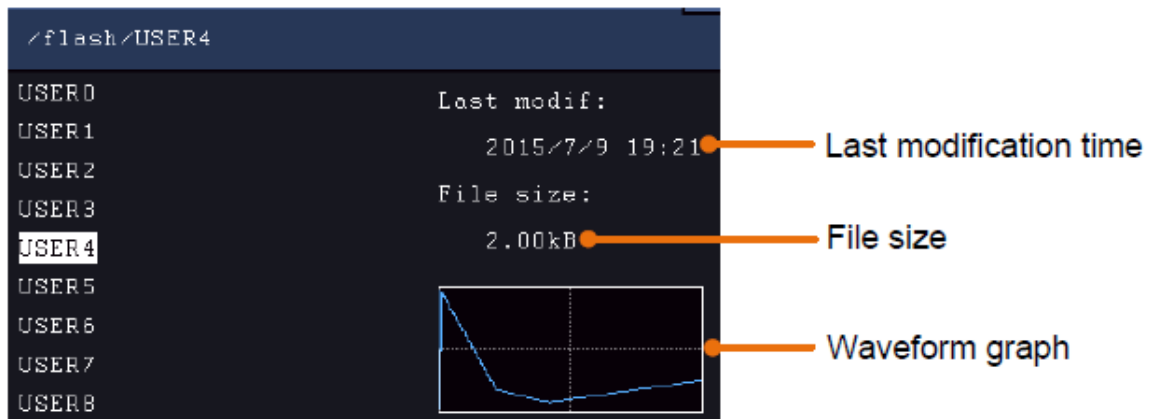 /flash/USER4
USER0
USER1
USER2
USER3
USER4
USER5
USER6
USER7
USER8
Last modif:
2015/7/9 19:21
File size:
2.00kB
Last modification time
File size
Waveform graph